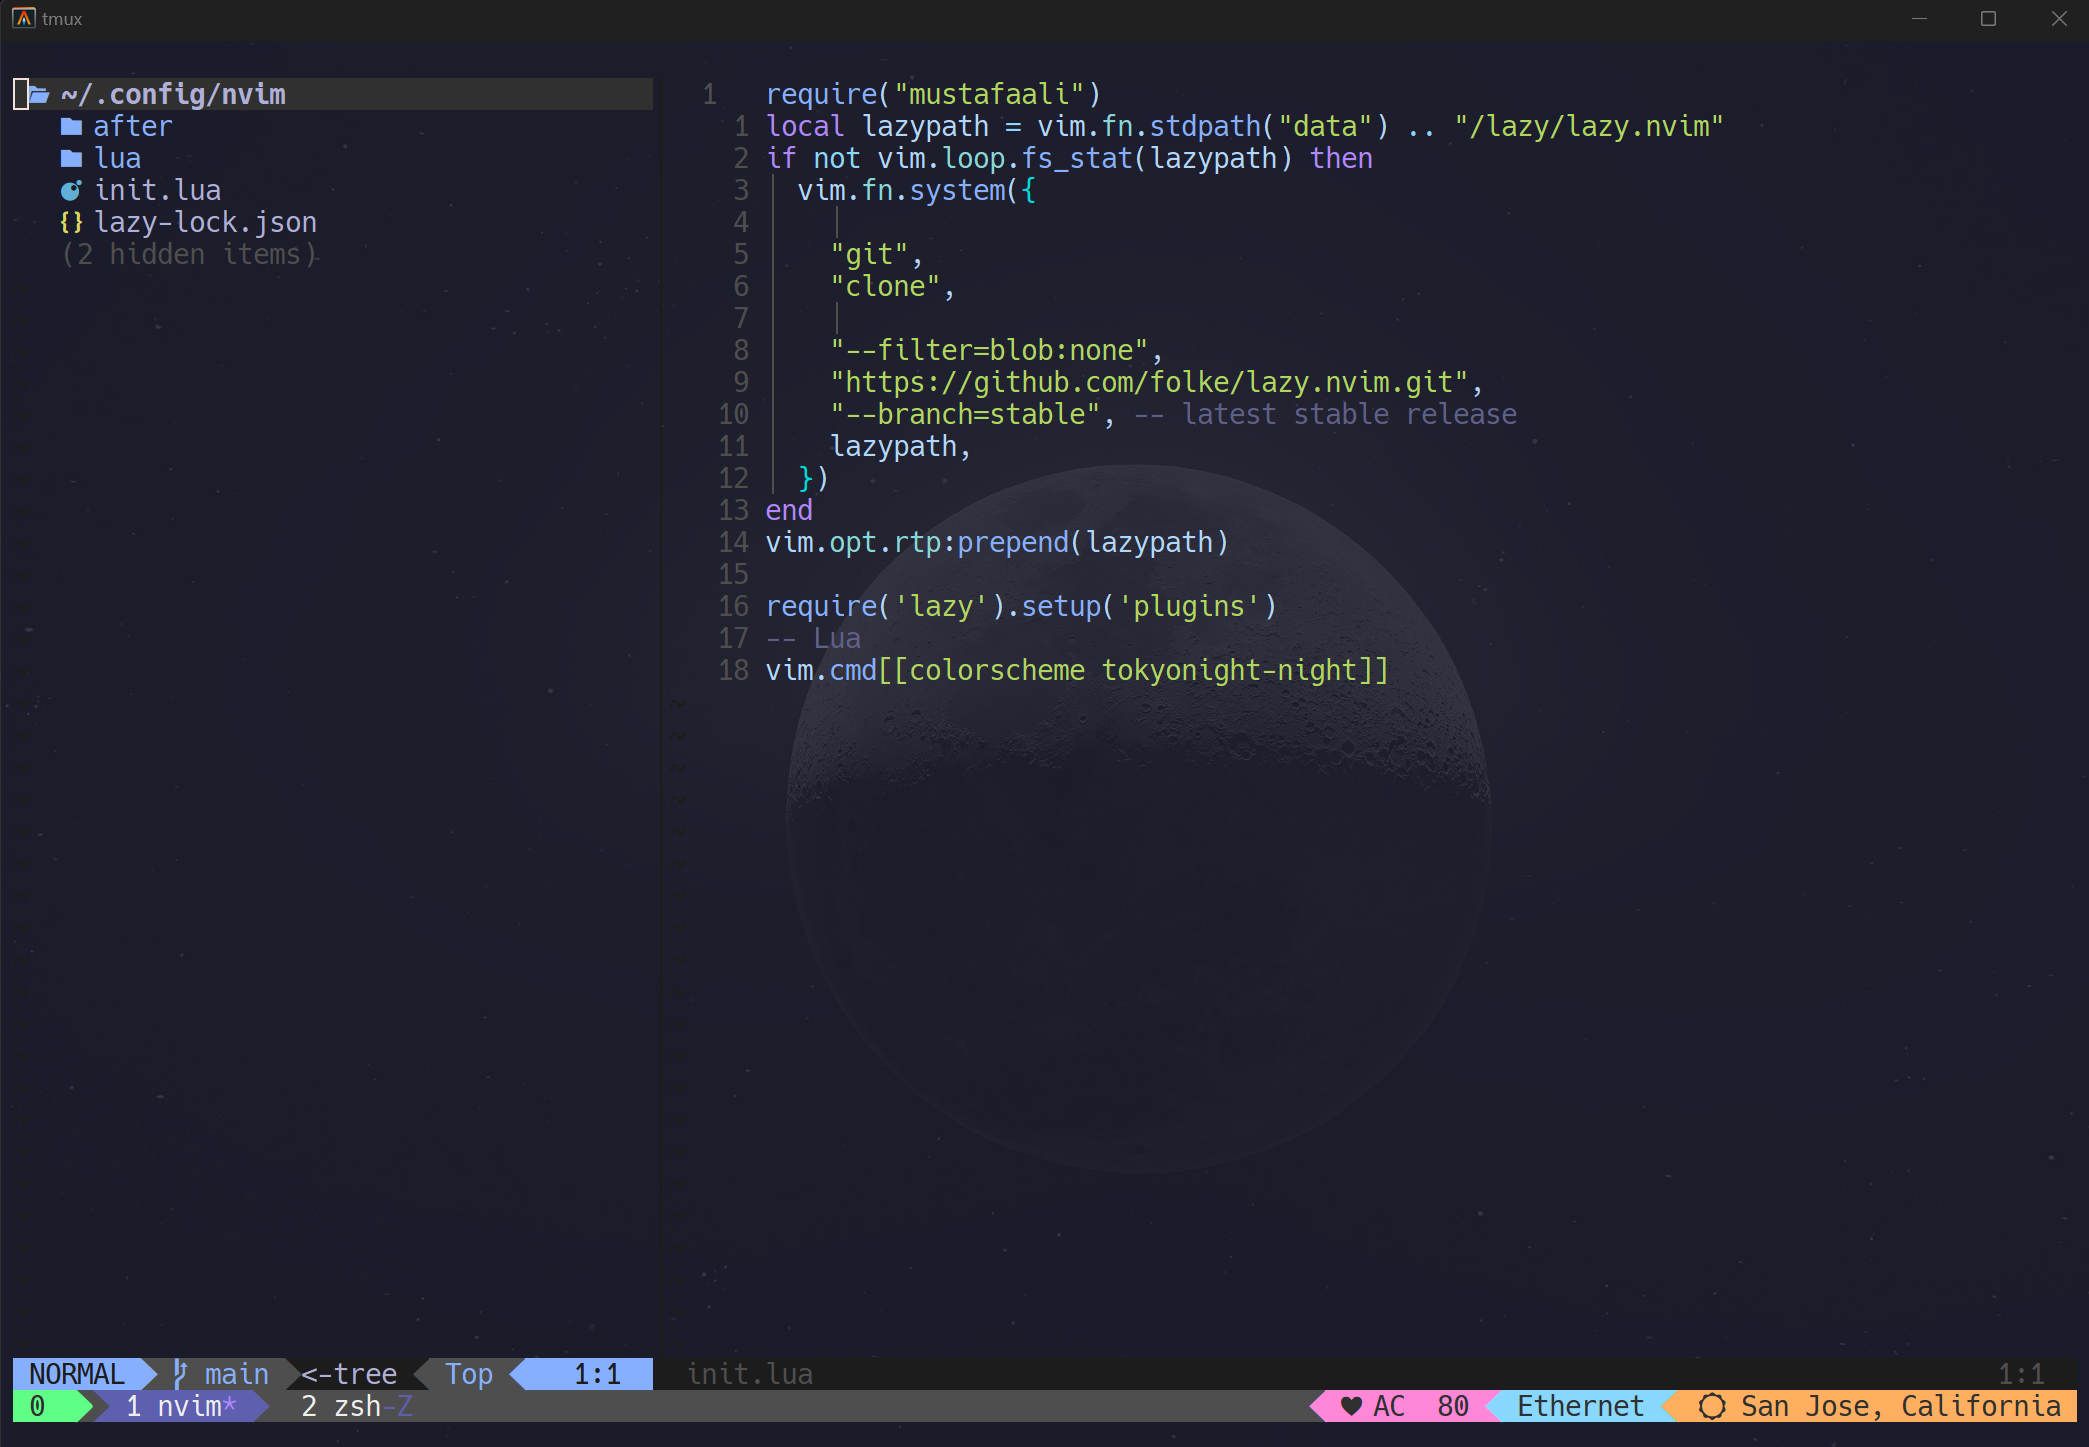 tmux
~/.config/nvim
after
lua
init.lua
{} lazy-lock.json
(2 hidden items)
1 require("mustafaali")
1 local lazypath = vim.fn.stdpath("data") .. "/lazy/lazy.nvim"
2 if not vim.loop.fs_stat(lazypath) then
3 vim.fn.system({
4
5 "git",
6 "clone",
7
8 "--filter=blob:none",
9 "https://github.com/folke/lazy.nvim.git",
10 "--branch=stable", -- latest stable release
11 lazypath,
12 })
13 end
14 vim.opt.rtp:prepend(lazypath)
15
16 require('lazy').setup('plugins')
17 -- Lua
18 vim.cmd[[colorscheme tokyonight-night]]
NORMAL main <-tree Top 1:1 init.lua 1:1
0 1 nvim* 2 zsh-Z ♥ AC 80 Ethernet San Jose, California